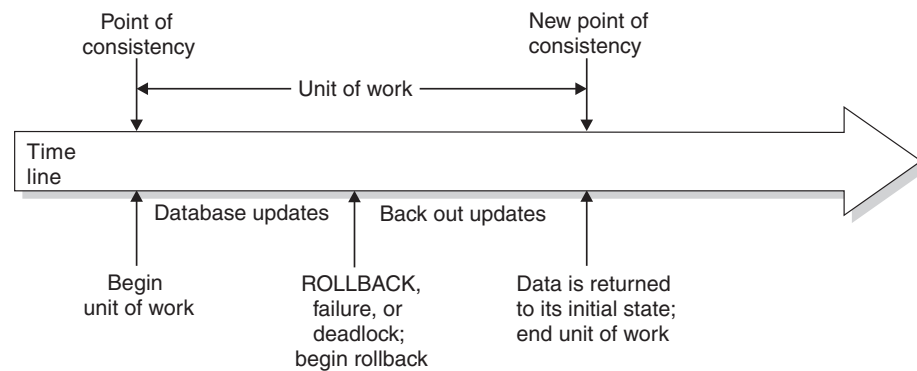 Point of
consistency
New point of
consistency
Unit of work
Time
line
Database updates
Back out updates
Begin
unit of work
ROLLBACK,
failure, or
deadlock;
begin rollback
Data is returned
to its initial state;
end unit of work